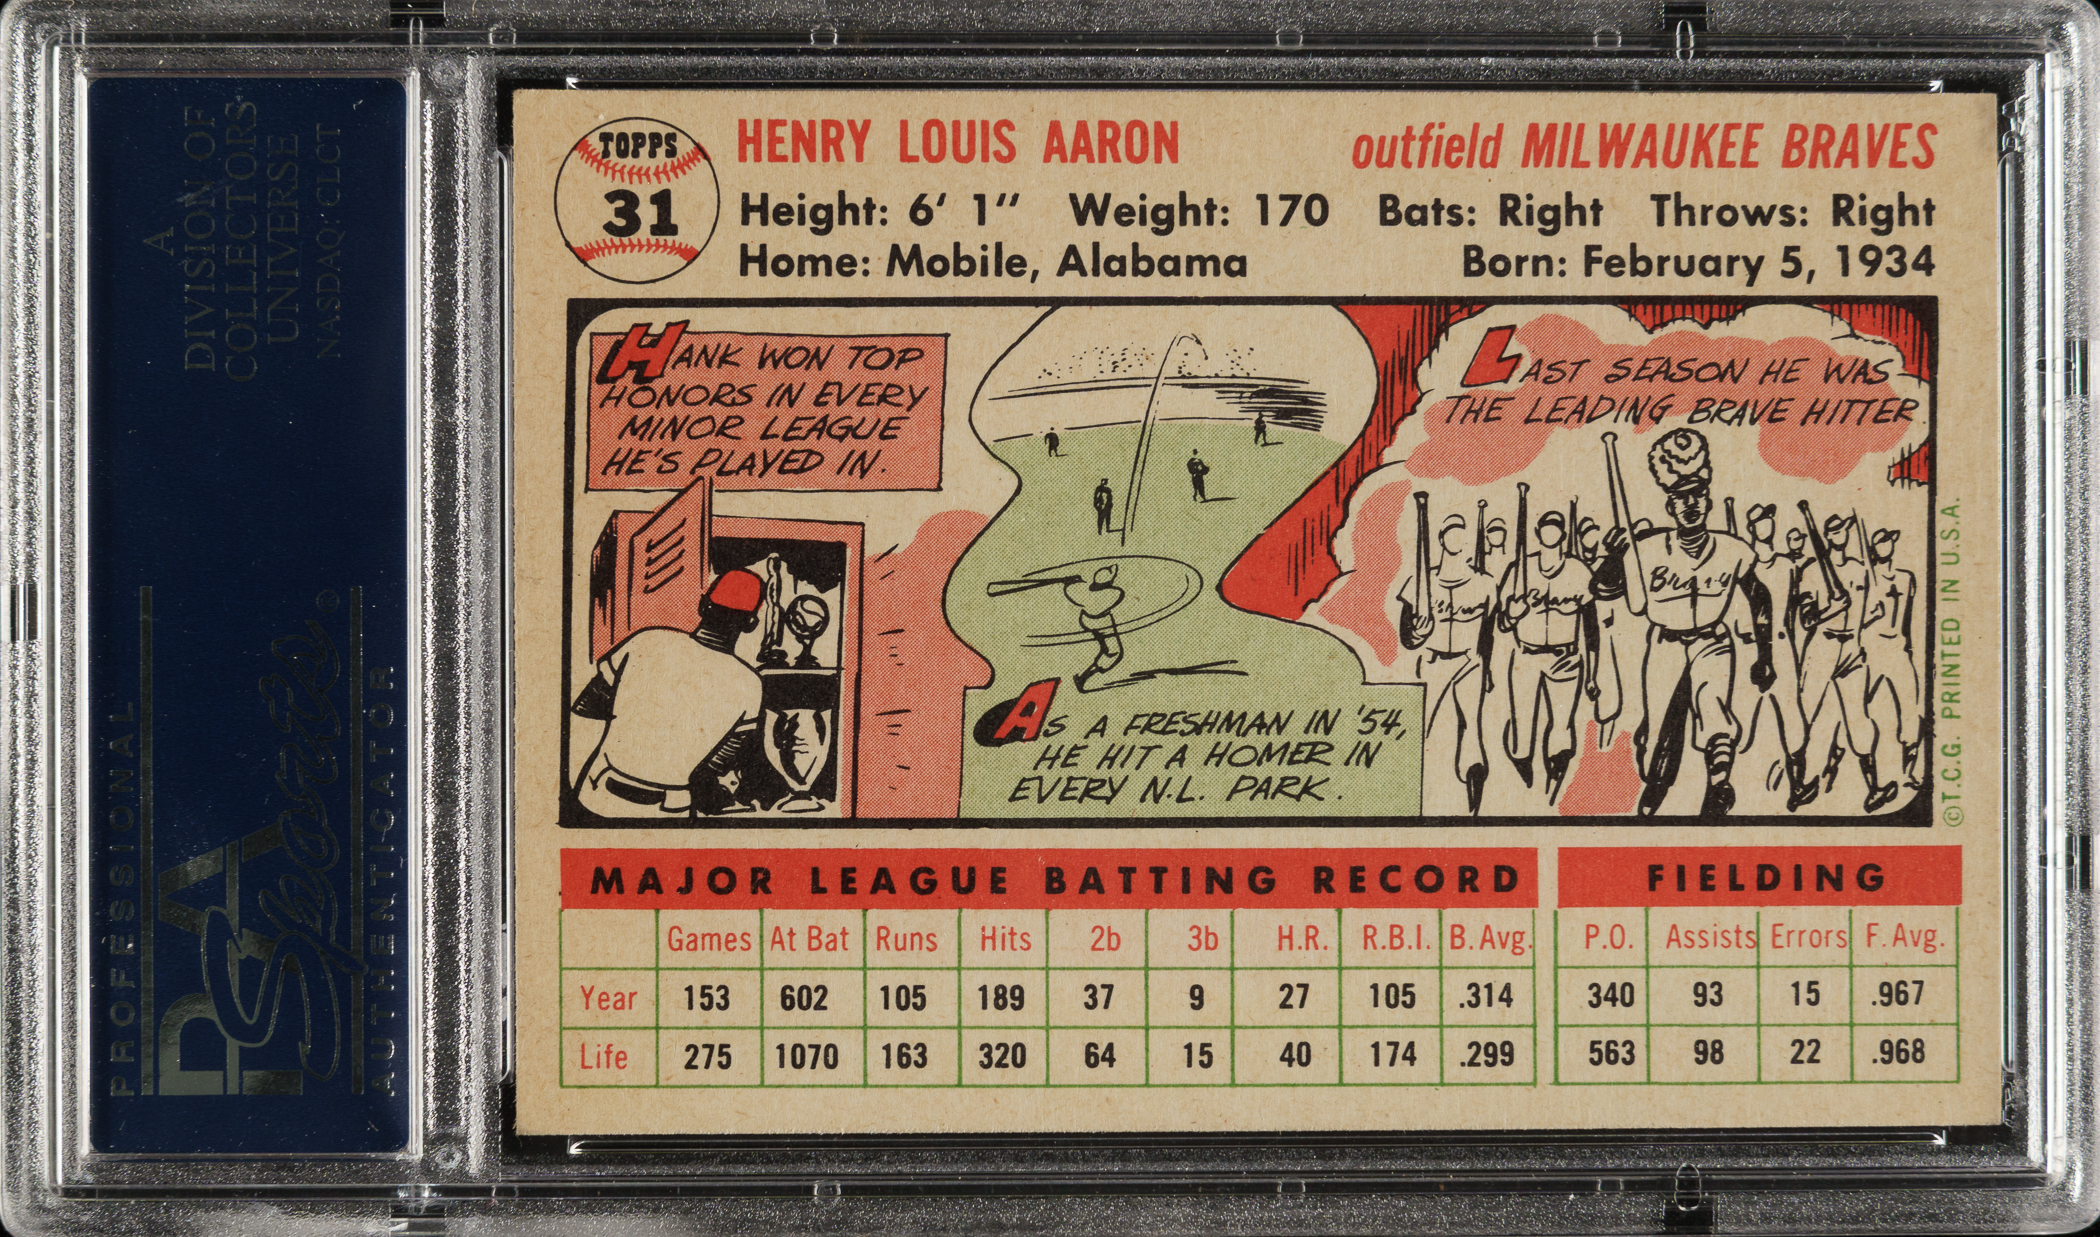 A
DIVISION OF
COLLECTORS
UNIVERSE
NASDAQ: CLCT
PROFESSIONAL
PSA
Sports®
AUTHENTICATOR
TOPPS
31
HENRY LOUIS AARON
outfield MILWAUKEE BRAVES
Height: 6' 1" Weight: 170 Bats: Right Throws: Right
Home: Mobile, Alabama
Born: February 5, 1934
HANK WON TOP
HONORS IN EVERY
MINOR LEAGUE
HE'S PLAYED IN.
AS A FRESHMAN IN '54,
HE HIT A HOMER IN
EVERY N.L. PARK.
LAST SEASON HE WAS
THE LEADING BRAVE HITTER
Braves
©T.C.G. PRINTED IN U.S.A.
MAJOR LEAGUE BATTING RECORD
Games At Bat Runs Hits 2b 3b H.R. R.B.I. B. Avg.
Year 153 602 105 189 37 9 27 105 .314
Life 275 1070 163 320 64 15 40 174 .299
FIELDING
P.O. Assists Errors F. Avg.
340 93 15 .967
563 98 22 .968